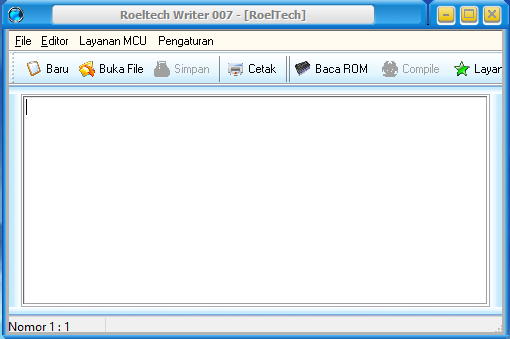 Roeltech Writer 007 - [RoelTech]
File Editor Layanan MCU Pengaturan
Baru Buka File Simpan Cetak Baca ROM Compile Layan
Nomor 1 : 1